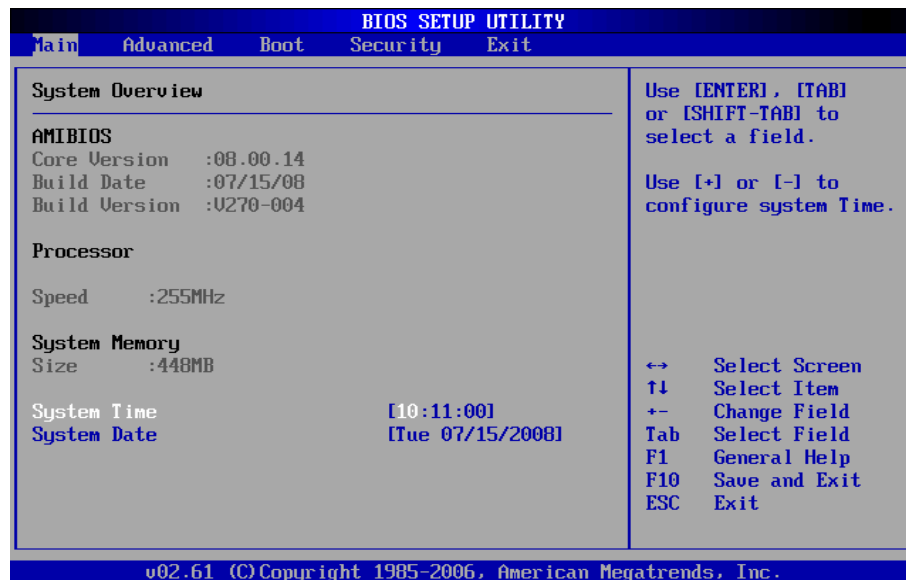 BIOS SETUP UTILITY
Main Advanced Boot Security Exit
System Overview
AMIBIOS
Core Version :08.00.14
Build Date :07/15/08
Build Version :V270-004
Processor
Speed :255MHz
System Memory
Size :448MB
System Time [10:11:00]
System Date [Tue 07/15/2008]
Use [ENTER], [TAB]
or [SHIFT-TAB] to
select a field.
Use [+] or [-] to
configure system Time.
←→ Select Screen
↑↓ Select Item
+- Change Field
Tab Select Field
F1 General Help
F10 Save and Exit
ESC Exit
v02.61 (C)Copyright 1985-2006, American Megatrends, Inc.